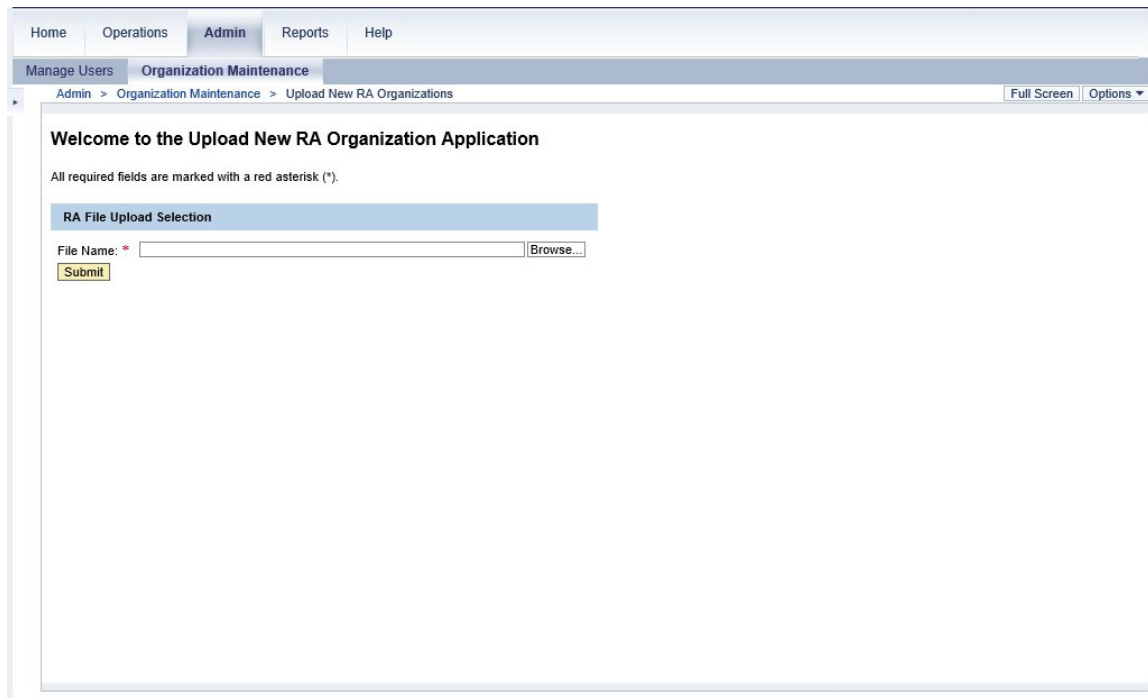 Home Operations Admin Reports Help
Manage Users Organization Maintenance
Admin > Organization Maintenance > Upload New RA Organizations Full Screen Options
Welcome to the Upload New RA Organization Application
All required fields are marked with a red asterisk (*).
RA File Upload Selection
File Name: * Browse...
Submit